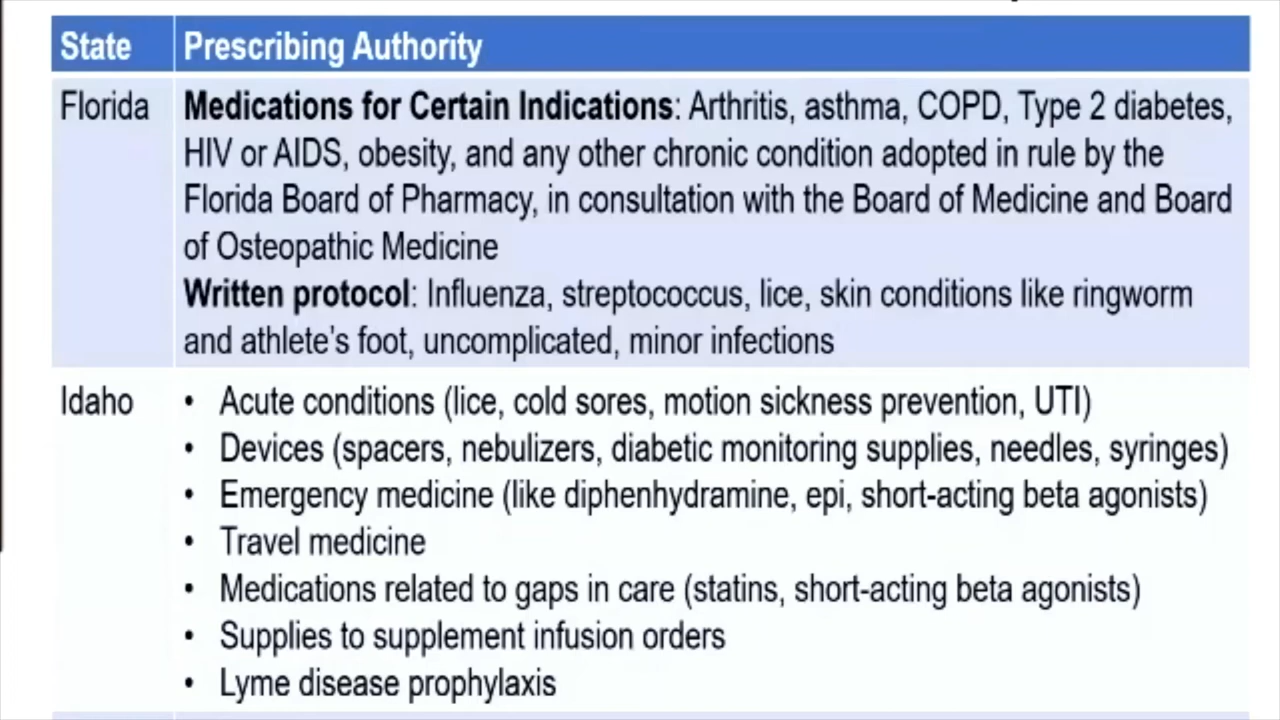 State Prescribing Authority
Florida Medications for Certain Indications: Arthritis, asthma, COPD, Type 2 diabetes,
HIV or AIDS, obesity, and any other chronic condition adopted in rule by the
Florida Board of Pharmacy, in consultation with the Board of Medicine and Board
of Osteopathic Medicine
Written protocol: Influenza, streptococcus, lice, skin conditions like ringworm
and athlete's foot, uncomplicated, minor infections
Idaho • Acute conditions (lice, cold sores, motion sickness prevention, UTI)
• Devices (spacers, nebulizers, diabetic monitoring supplies, needles, syringes)
• Emergency medicine (like diphenhydramine, epi, short-acting beta agonists)
• Travel medicine
• Medications related to gaps in care (statins, short-acting beta agonists)
• Supplies to supplement infusion orders
• Lyme disease prophylaxis